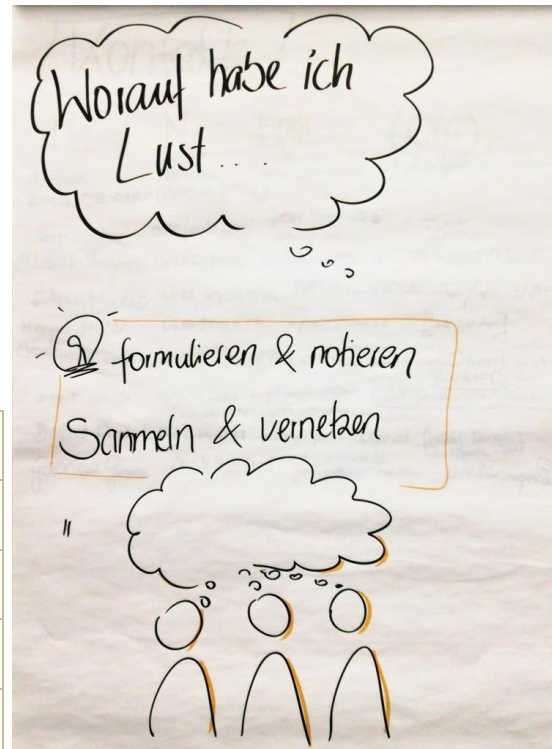 Worauf habe ich
Lust...
formulieren & notieren
Sammeln & vernetzen